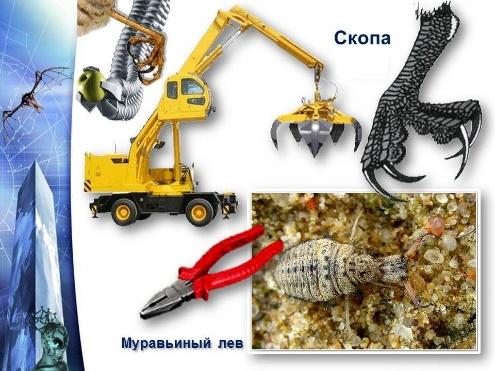 Скопа
Муравьиный лев